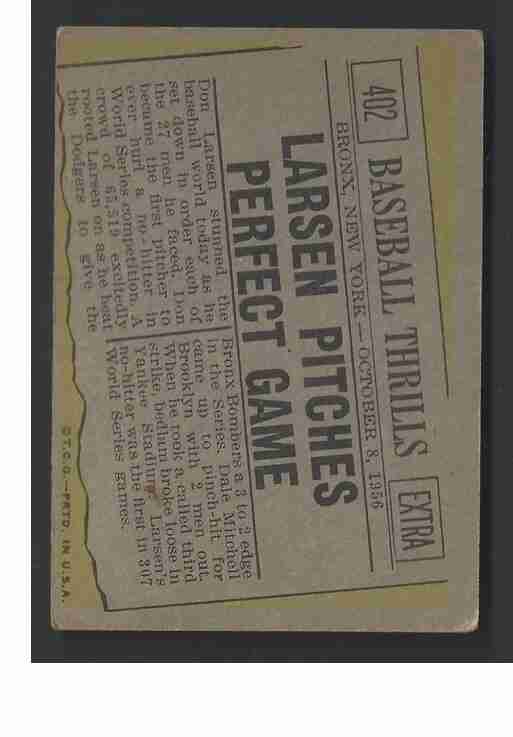 402 BASEBALL THRILLS EXTRA
BRONX, NEW YORK — OCTOBER 8, 1956
LARSEN PITCHES
PERFECT GAME
Don Larsen stunned the
baseball world today as he
set down in order each of
the 27 men he faced. Don
became the first pitcher to
ever hurl a no-hitter in
World Series competition. A
crowd of 65,519 excitedly
rooted Larsen on as he beat
the Dodgers to give the
Bronx Bombers a 3 to 2 edge
in the Series. Dale Mitchell
came up to pinch-hit for
Brooklyn with 2 men out.
When he took a called third
strike, bedlam broke loose in
Yankee Stadium. Larsen's
no-hitter was the first in 307
World Series games.
© T.C.G.—PRTD. IN U.S.A.